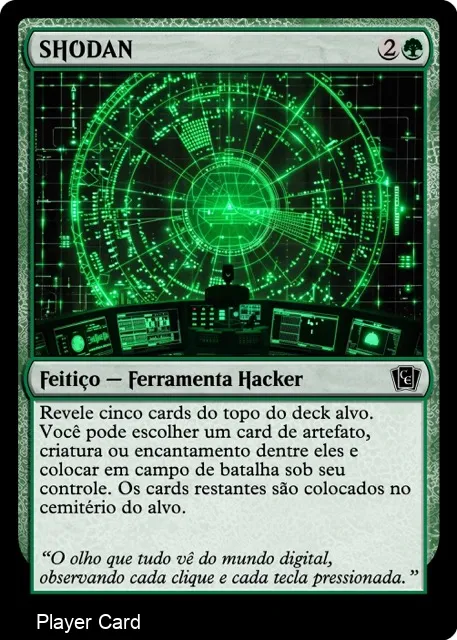 SHODAN 2
Feitiço — Ferramenta Hacker
Revele cinco cards do topo do deck alvo.
Você pode escolher um card de artefato,
criatura ou encantamento dentre eles e
colocar em campo de batalha sob seu
controle. Os cards restantes são colocados no
cemitério do alvo.
“O olho que tudo vê do mundo digital,
observando cada clique e cada tecla pressionada.”
Player Card